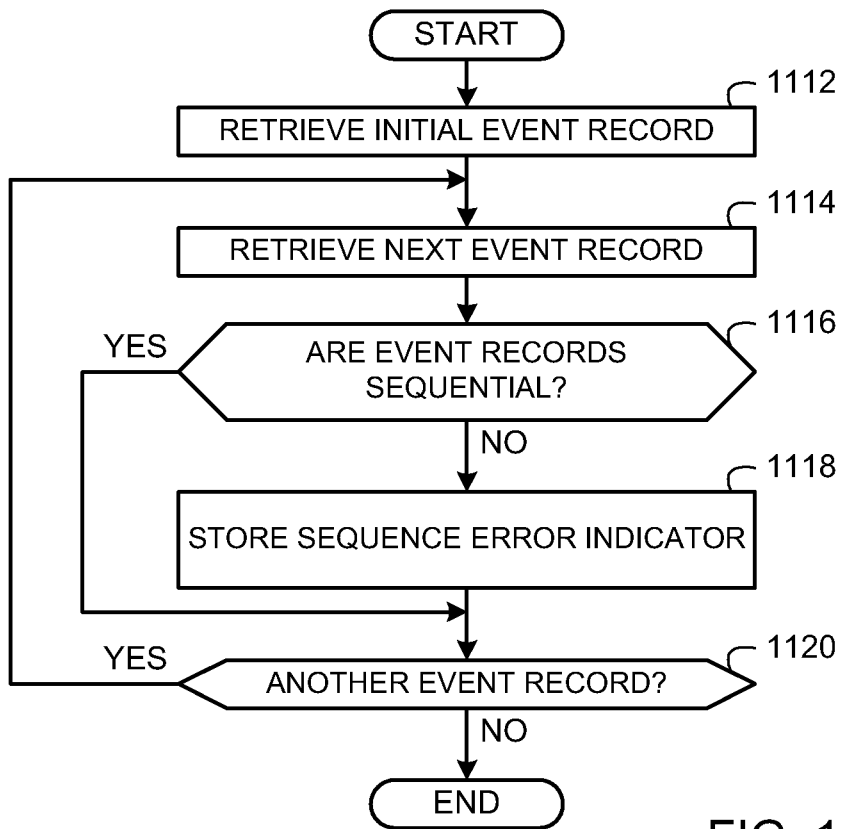 START
1112
RETRIEVE INITIAL EVENT RECORD
1114
RETRIEVE NEXT EVENT RECORD
1116
YES
ARE EVENT RECORDS
SEQUENTIAL?
NO
1118
STORE SEQUENCE ERROR INDICATOR
YES
1120
ANOTHER EVENT RECORD?
NO
END